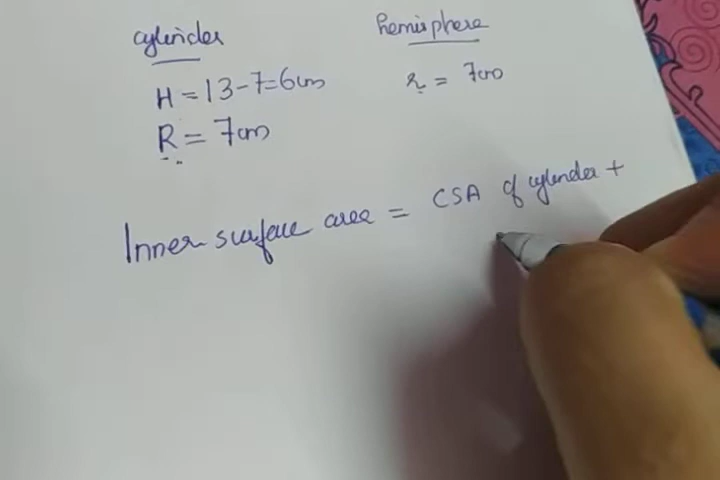 cylinder
H = 13-7=6cm
R = 7cm
hemisphere
r = 7cm
Inner surface area = CSA of cylinder +